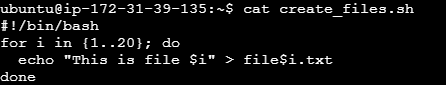 ubuntu@ip-172-31-39-135:~$ cat create_files.sh
#!/bin/bash
for i in {1..20}; do
  echo "This is file $i" > file$i.txt
done